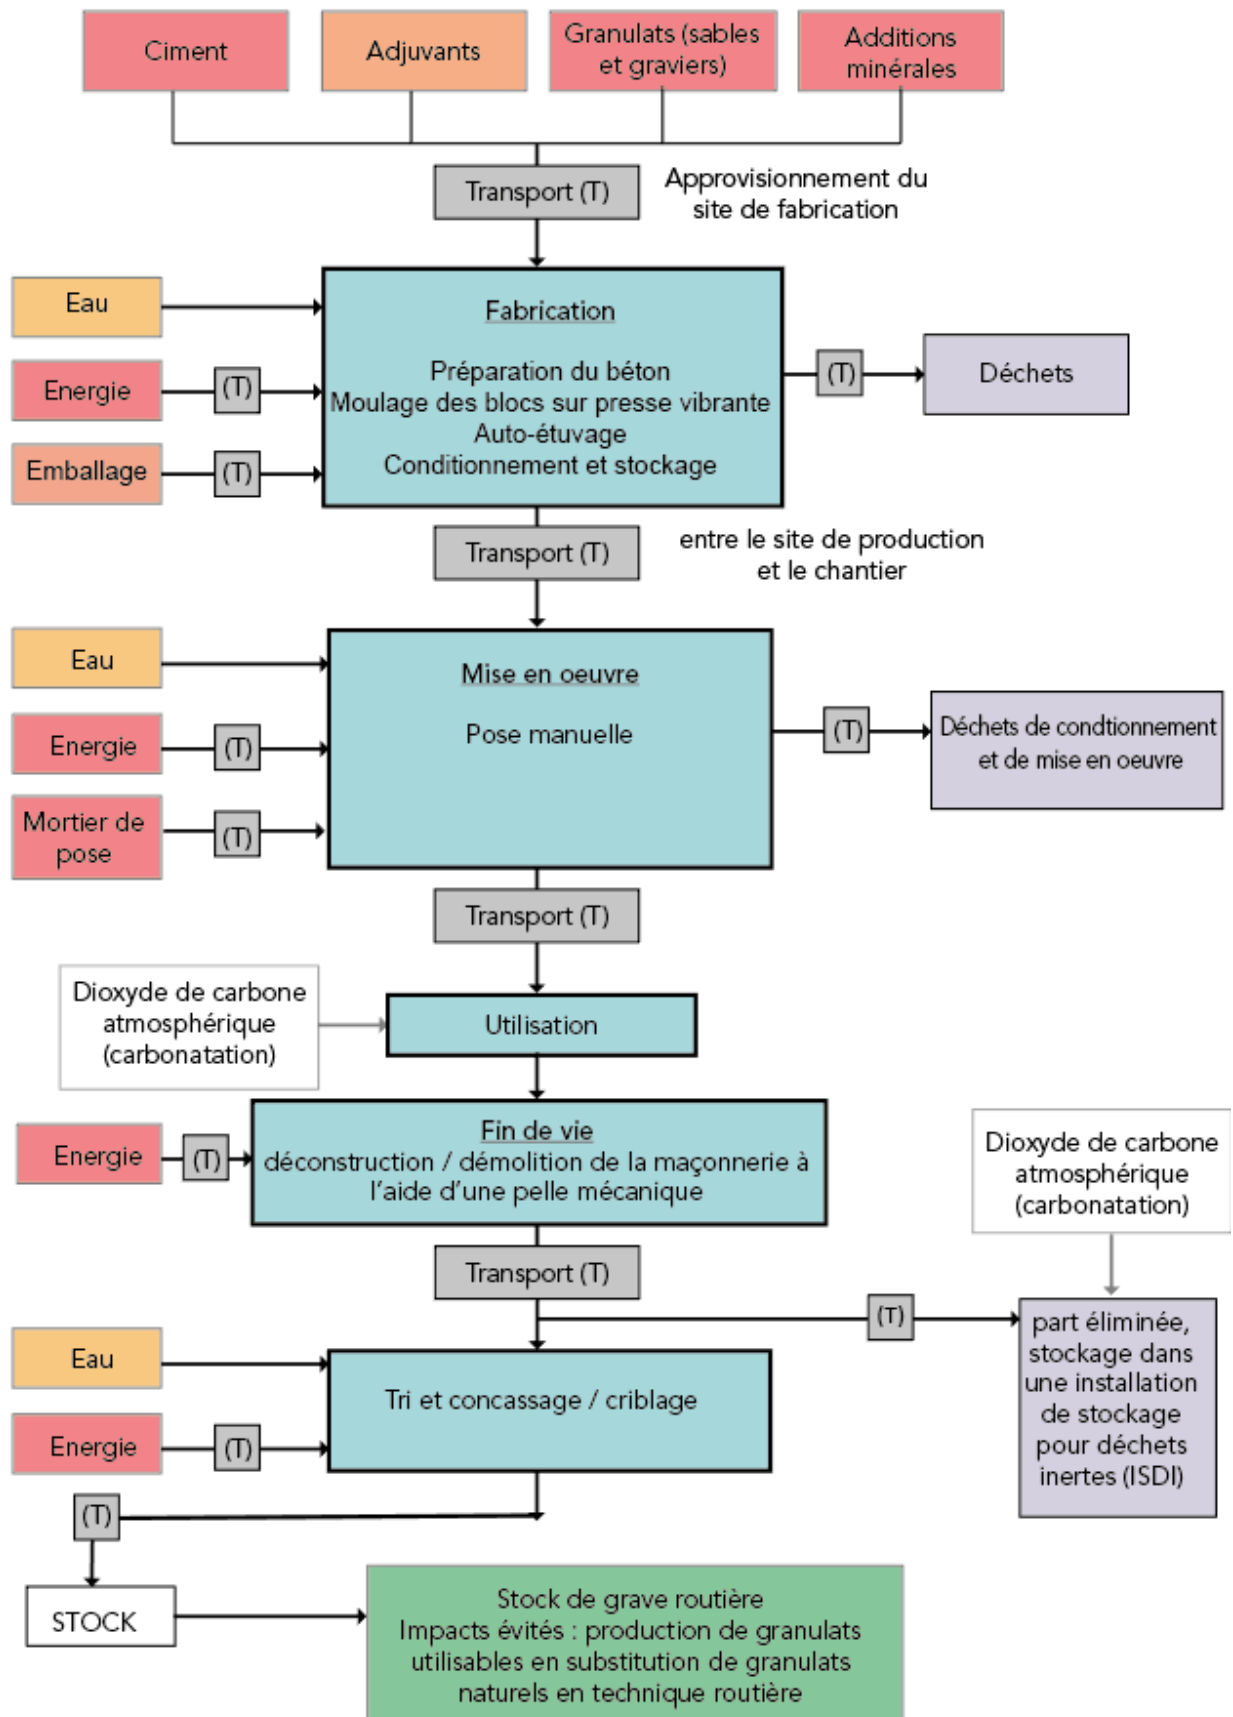 Ciment
Adjuvants
Granulats (sables
et graviers)
Additions
minérales
Transport (T)
Approvisionnement du
site de fabrication
Eau
Energie
(T)
Emballage
(T)
Fabrication
Préparation du béton
Moulage des blocs sur presse vibrante
Auto-étuvage
Conditionnement et stockage
(T)
Déchets
Transport (T)
entre le site de production
et le chantier
Eau
Energie
(T)
Mortier de
pose
(T)
Mise en oeuvre
Pose manuelle
(T)
Déchets de condtionnement
et de mise en oeuvre
Transport (T)
Dioxyde de carbone
atmosphérique
(carbonatation)
Utilisation
Energie
(T)
Fin de vie
déconstruction / démolition de la maçonnerie à
l'aide d'une pelle mécanique
Dioxyde de carbone
atmosphérique
(carbonatation)
Transport (T)
(T)
part éliminée,
stockage dans
une installation
de stockage
pour déchets
inertes (ISDI)
Eau
Energie
(T)
Tri et concassage / criblage
(T)
STOCK
Stock de grave routière
Impacts évités : production de granulats
utilisables en substitution de granulats
naturels en technique routière